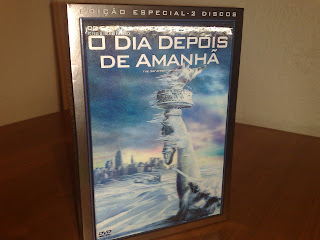 EDIÇÃO ESPECIAL-2 DISCOS
O DIA DEPOIS
DE AMANHÃ
DVD